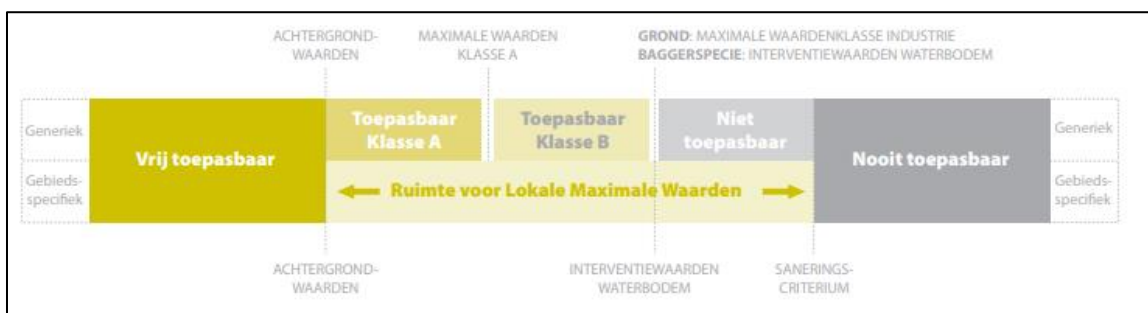 ACHTERGROND-
WAARDEN
MAXIMALE WAARDEN
KLASSE A
GROND: MAXIMALE WAARDENKLASSE INDUSTRIE
BAGGERSPECIE: INTERVENTIEWAARDEN WATERBODEM
Generiek
Gebieds-
specifiek
Vrij toepasbaar
Toepasbaar
Klasse A
Toepasbaar
Klasse B
Niet
toepasbaar
Ruimte voor Lokale Maximale Waarden
Nooit toepasbaar
Generiek
Gebieds-
specifiek
ACHTERGROND-
WAARDEN
INTERVENTIEWAARDEN
WATERBODEM
SANERINGS-
CRITERIUM